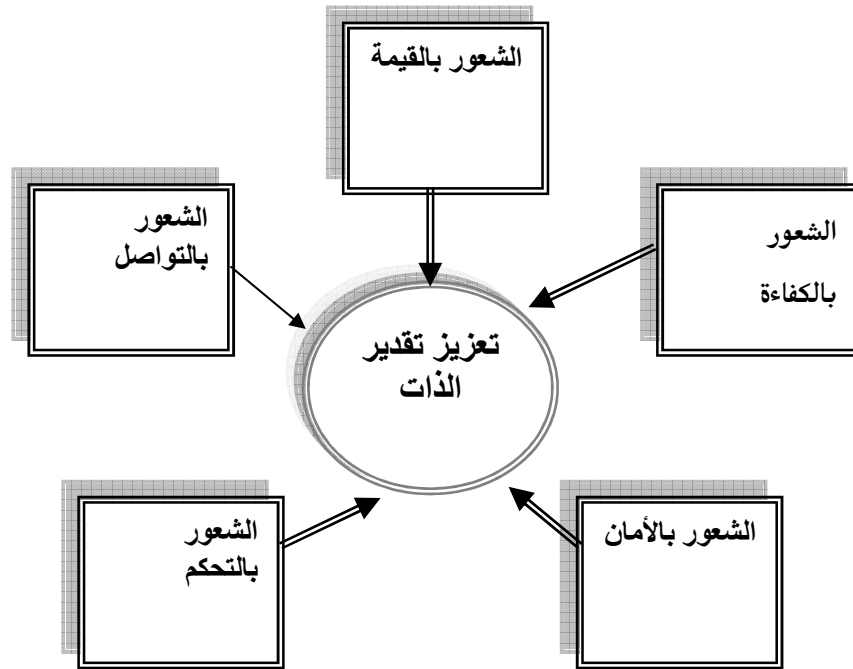 الشعور بالقيمة
الشعور
بالكفاءة
الشعور
بالتواصل
تعزيز تقدير
الذات
الشعور بالأمان
الشعور
بالتحكم